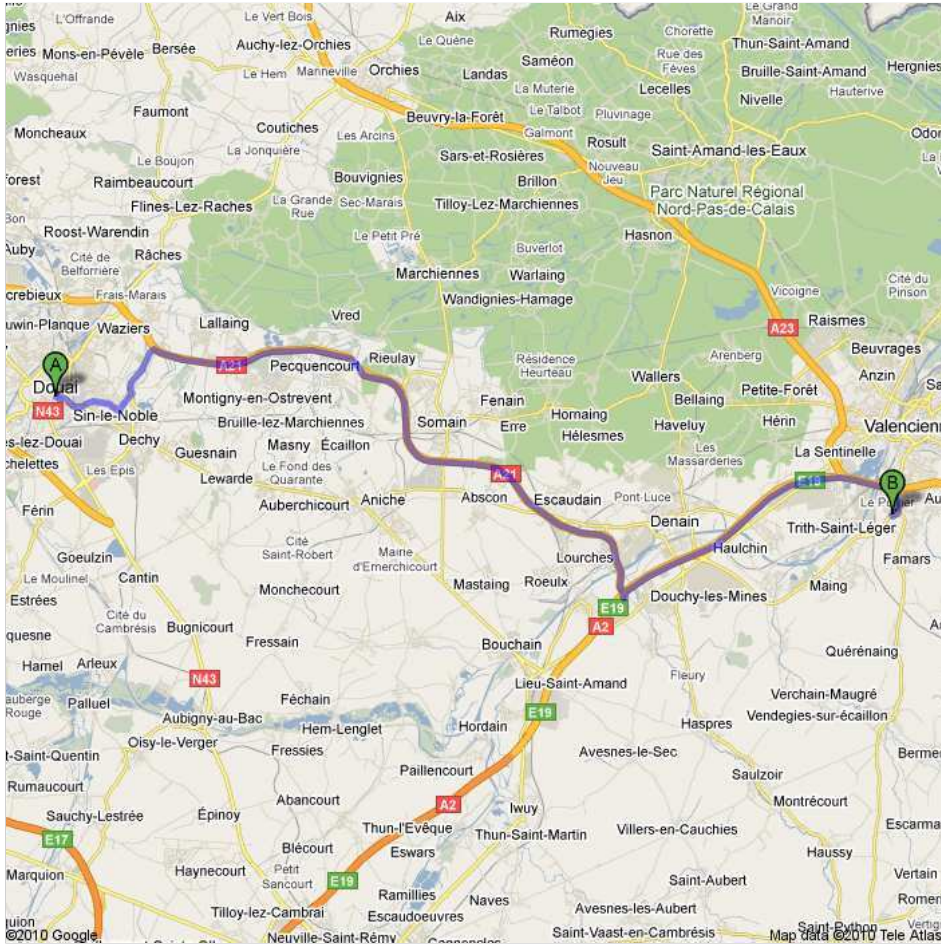 L'Offrande
Le Vert Bois
Aix
Rumegies
Chorette
Le Grand
Manoir
Hergnies
Mons-en-Pévèle
Bersée
Auchy-lez-Orchies
Le Quêne
Saméon
Rue des
Fèves
Thun-Saint-Amand
Wasquehal
Le Hem
Manneville
Orchies
Landas
La Muterie
Lecelles
Bruille-Saint-Amand
Hauterive
Faumont
Beuvry-la-Forêt
Le Talbot
Pluvinage
Nivelle
Moncheaux
Coutiches
Les Arcins
Galmont
Rosult
Saint-Amand-les-Eaux
Le Boujon
La Jonquière
Sars-et-Rosières
Nouveau
Jeu
Raimbeaucourt
Bouvignies
Brillon
Parc Naturel Régional
Nord-Pas-de-Calais
Flines-Lez-Raches
La Grande
Rue
Sec-Marais
Tilloy-Lez-Marchiennes
Roost-Warendin
Le Petit Pré
Hasnon
Auby
Cité de
Belforrière
Râches
Buverlot
Marchiennes
Warlaing
Cité du
Pinson
Frais-Marais
Wandignies-Hamage
Vicoigne
Waziers
Lallaing
Vred
A23
Raismes
A21
Pecquencourt
Rieulay
Résidence
Heurteau
Arenberg
Beuvrages
A
Douai
Wallers
Petite-Forêt
Anzin
N43
Sin-le-Noble
Montigny-en-Ostrevent
Fenain
Bellaing
Bruille-lez-Marchiennes
Somain
Erre
Hornaing
Haveluy
Hérin
Valencienn
Dechy
Masny
Écaillon
Hélesmes
Les
Massarderies
La Sentinelle
Guesnain
Les Epis
Lewarde
Le Fond des
Quarante
A21
B
Férin
Auberchicourt
Aniche
Abscon
Escaudain
Pont-Luce
Denain
Trith-Saint-Léger
Cité
Saint-Robert
Mairie
d'Emerchicourt
Lourches
Haulchin
Goeulzin
Famars
Le Moulinel
Cantin
Monchecourt
Mastaing
Roeulx
Maing
Estrées
Cité du
Cambrésis
E19
A2
Douchy-les-Mines
Bugnicourt
Fressain
Bouchain
Quérénaing
Hamel
Arleux
N43
Lieu-Saint-Amand
Fleury
Palluel
Féchain
E19
Verchain-Maugré
Aubigny-au-Bac
Hem-Lenglet
Hordain
Haspres
Vendegies-sur-écaillon
Oisy-le-Verger
Fressies
Avesnes-le-Sec
Rumaucourt
Paillencourt
Saulzoir
Sauchy-Lestrée
Épinoy
Abancourt
A2
Iwuy
Montrécourt
E17
Thun-l'Evêque
Thun-Saint-Martin
Villers-en-Cauchies
Blécourt
Eswars
Haussy
Marquion
Haynecourt
Petit
Sancourt
E19
Saint-Aubert
Vertain
Ramillies
Naves
Tilloy-lez-Cambrai
Escaudoeuvres
Avesnes-les-Aubert
Neuville-Saint-Rémy
Saint-Vaast-en-Cambrésis
Saint-Python
©2010 Google
Map data ©2010 Tele Atlas